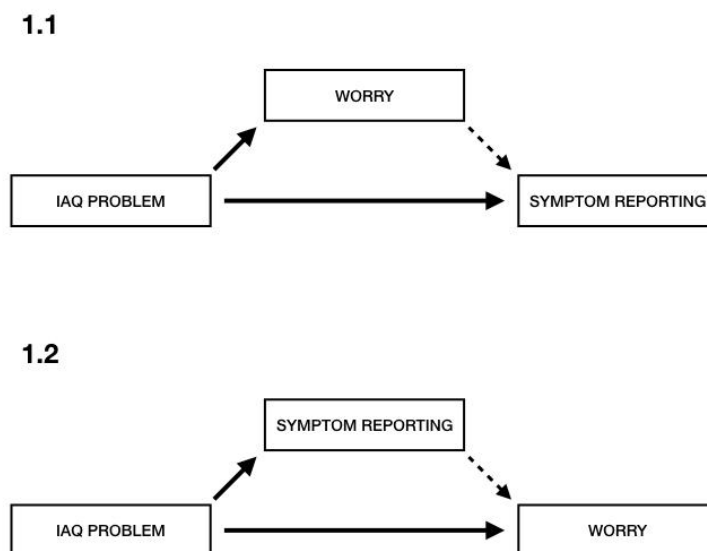 1.1
WORRY
IAQ PROBLEM
SYMPTOM REPORTING
1.2
SYMPTOM REPORTING
IAQ PROBLEM
WORRY